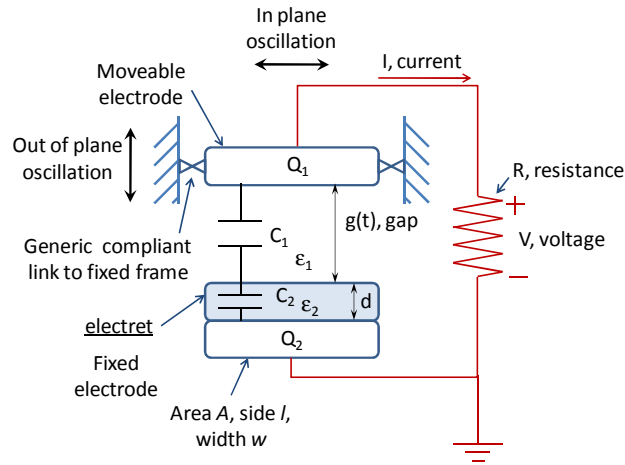 In plane
oscillation
I, current
Moveable
electrode
Out of plane
oscillation
Q1
R, resistance
+
g(t), gap
V, voltage
C1
Generic compliant
link to fixed frame
ε1
−
C2
ε2
d
electret
Q2
Fixed
electrode
Area A, side l,
width w